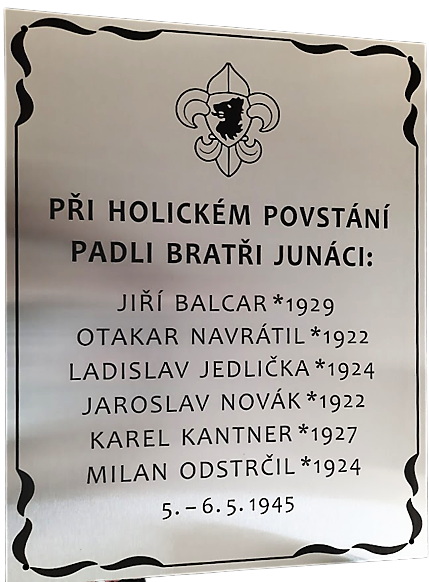 PŘI HOLICKÉM POVSTÁNÍ
PADLI BRATŘI JUNÁCI:
JIŘÍ BALCAR *1929
OTAKAR NAVRÁTIL *1922
LADISLAV JEDLIČKA *1924
JAROSLAV NOVÁK *1922
KAREL KANTNER *1927
MILAN ODSTRČIL *1924
5. – 6. 5. 1945